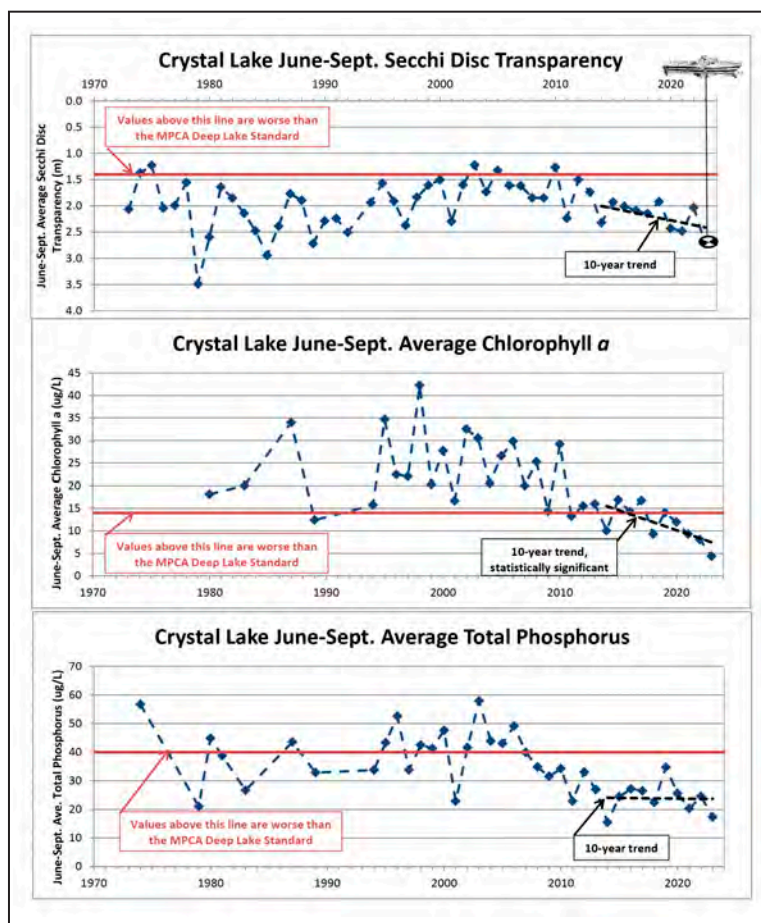 Crystal Lake June-Sept. Secchi Disc Transparency
1970 1980 1990 2000 2010 2020
June-Sept. Average Secchi Disc
Transparency (m)
0.0
0.5
1.0
1.5
2.0
2.5
3.0
3.5
4.0
Values above this line are worse than
the MPCA Deep Lake Standard
10-year trend
Crystal Lake June-Sept. Average Chlorophyll a
June-Sept. Average Chlorophyll a (ug/L)
45
40
35
30
25
20
15
10
5
0
Values above this line are worse than
the MPCA Deep Lake Standard
10-year trend,
statistically significant
1970 1980 1990 2000 2010 2020
Crystal Lake June-Sept. Average Total Phosphorus
June-Sept. Ave. Total Phosphorus (ug/L)
70
60
50
40
30
20
10
0
Values above this line are worse than
the MPCA Deep Lake Standard
10-year trend
1970 1980 1990 2000 2010 2020